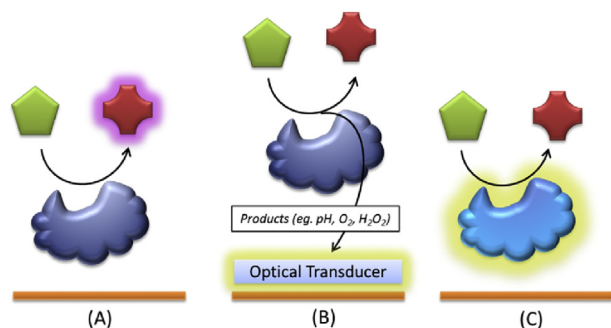 Products (eg. pH, O₂, H₂O₂)
Optical Transducer
(A)
(B)
(C)